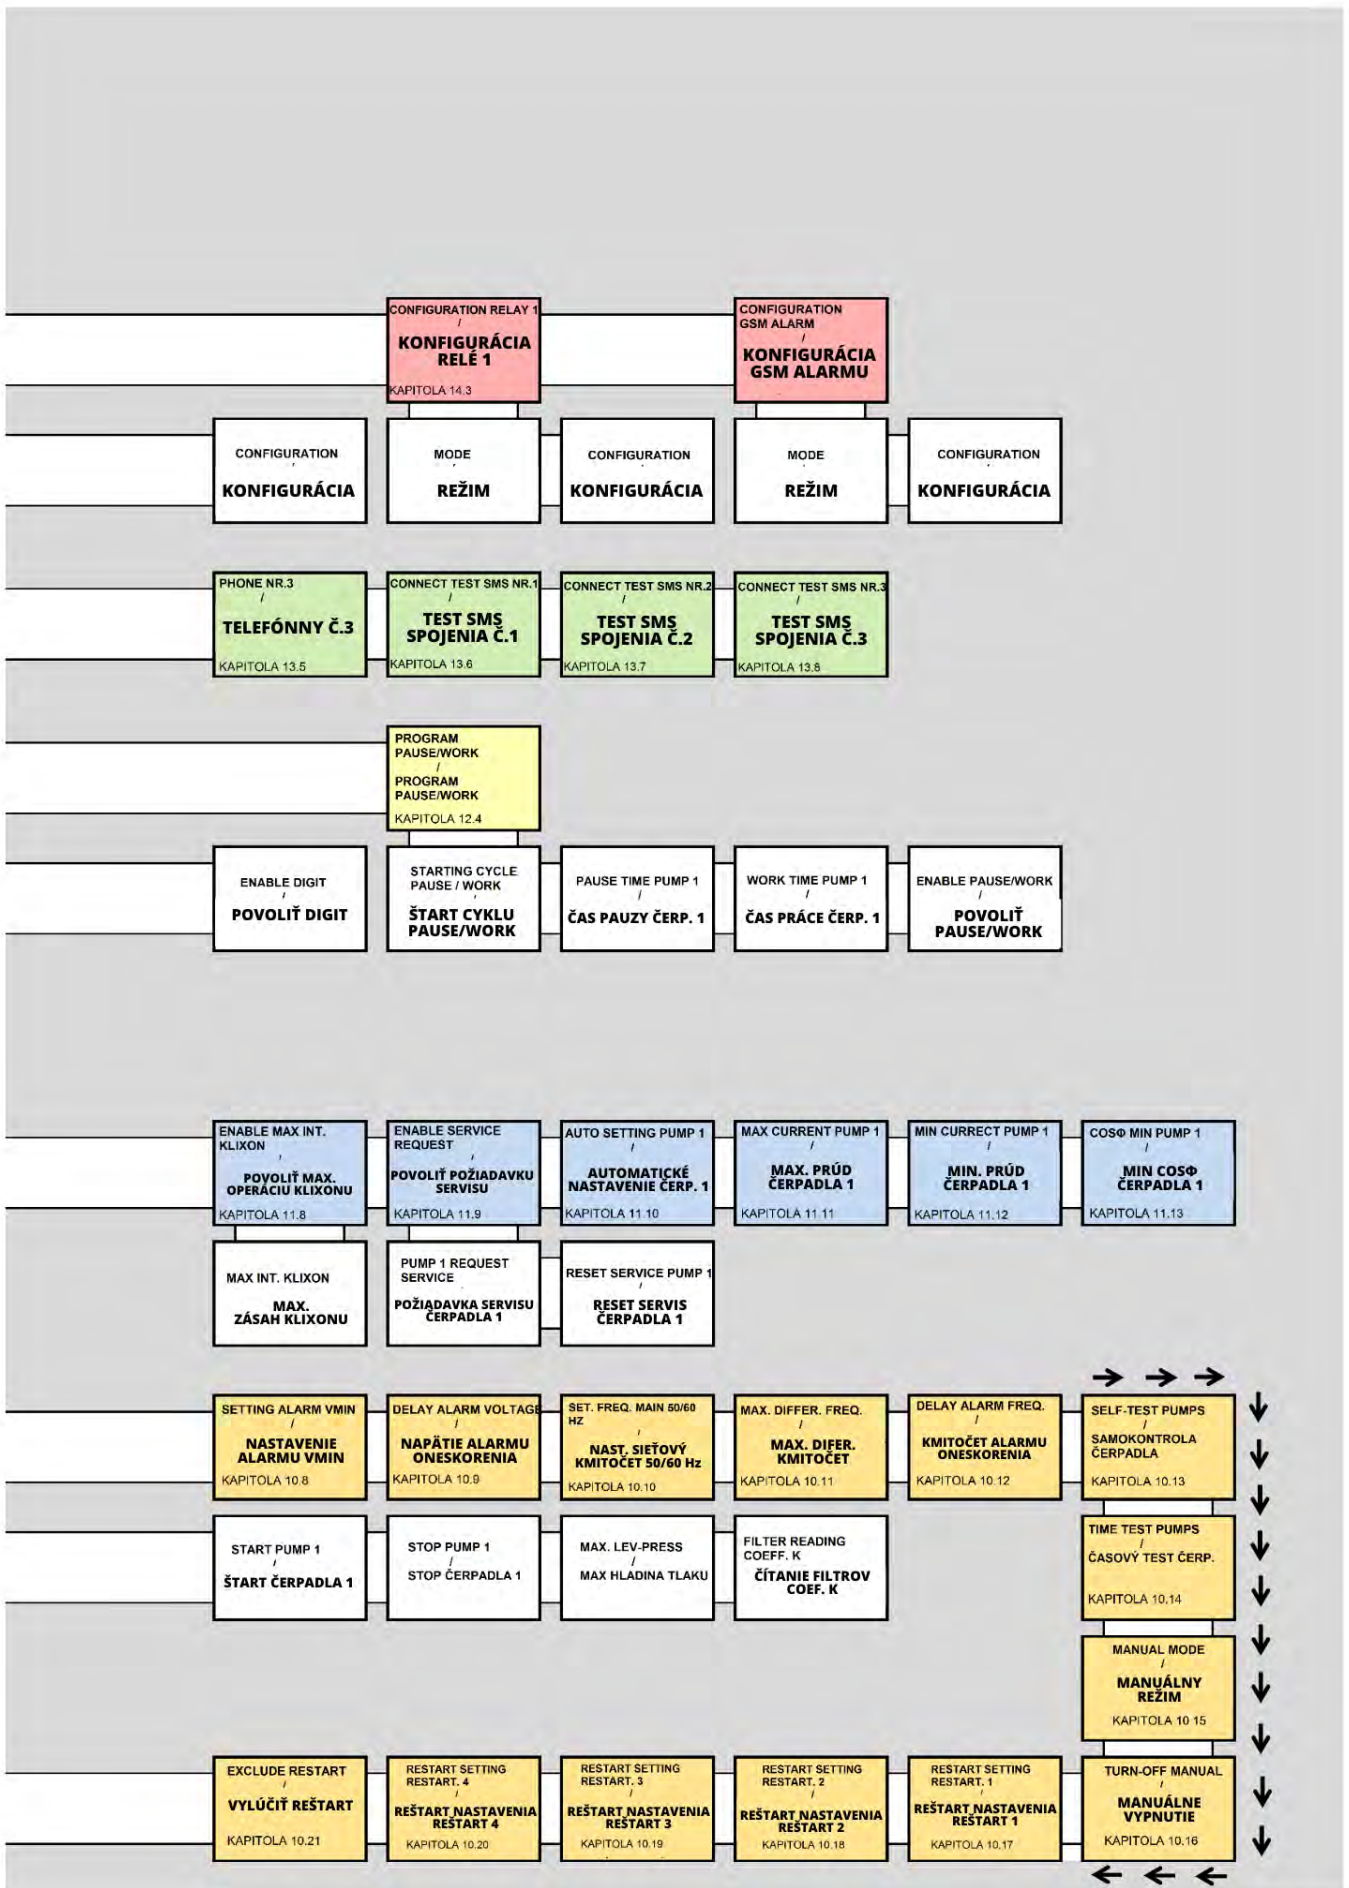 CONFIGURATION RELAY 1
/
KONFIGURÁCIA
RELÉ 1
KAPITOLA 14.3
CONFIGURATION
GSM ALARM
/
KONFIGURÁCIA
GSM ALARMU
CONFIGURATION
KONFIGURÁCIA
MODE
REŽIM
CONFIGURATION
KONFIGURÁCIA
MODE
REŽIM
CONFIGURATION
KONFIGURÁCIA
PHONE NR.3
/
TELEFÓNNY Č.3
KAPITOLA 13.5
CONNECT TEST SMS NR.1
/
TEST SMS
SPOJENIA Č.1
KAPITOLA 13.6
CONNECT TEST SMS NR.2
/
TEST SMS
SPOJENIA Č.2
KAPITOLA 13.7
CONNECT TEST SMS NR.3
/
TEST SMS
SPOJENIA Č.3
KAPITOLA 13.8
PROGRAM
PAUSE/WORK
/
PROGRAM
PAUSE/WORK
KAPITOLA 12.4
ENABLE DIGIT
/
POVOLIŤ DIGIT
STARTING CYCLE
PAUSE / WORK
/
ŠTART CYKLU
PAUSE/WORK
PAUSE TIME PUMP 1
/
ČAS PAUZY ČERP. 1
WORK TIME PUMP 1
/
ČAS PRÁCE ČERP. 1
ENABLE PAUSE/WORK
/
POVOLIŤ
PAUSE/WORK
ENABLE MAX INT.
KLIXON
/
POVOLIŤ MAX.
OPERÁCIU KLIXONU
KAPITOLA 11.8
ENABLE SERVICE
REQUEST
/
POVOLIŤ POŽIADAVKU
SERVISU
KAPITOLA 11.9
AUTO SETTING PUMP 1
/
AUTOMATICKÉ
NASTAVENIE ČERP. 1
KAPITOLA 11.10
MAX CURRENT PUMP 1
/
MAX. PRÚD
ČERPADLA 1
KAPITOLA 11.11
MIN CURRECT PUMP 1
/
MIN. PRÚD
ČERPADLA 1
KAPITOLA 11.12
COSΦ MIN PUMP 1
/
MIN COSΦ
ČERPADLA 1
KAPITOLA 11.13
MAX INT. KLIXON
MAX.
ZÁSAH KLIXONU
PUMP 1 REQUEST
SERVICE
POŽIADAVKA SERVISU
ČERPADLA 1
RESET SERVICE PUMP 1
/
RESET SERVIS
ČERPADLA 1
→ → →
SETTING ALARM VMIN
/
NASTAVENIE
ALARMU VMIN
KAPITOLA 10.8
DELAY ALARM VOLTAGE
/
NAPÄTIE ALARMU
ONESKORENIA
KAPITOLA 10.9
SET. FREQ. MAIN 50/60
HZ
/
NAST. SIEŤOVÝ
KMITOČET 50/60 Hz
KAPITOLA 10.10
MAX. DIFFER. FREQ.
/
MAX. DIFER.
KMITOČET
KAPITOLA 10.11
DELAY ALARM FREQ.
/
KMITOČET ALARMU
ONESKORENIA
KAPITOLA 10.12
SELF-TEST PUMPS
/
SAMOKONTROLA
ČERPADLA
KAPITOLA 10.13
START PUMP 1
/
ŠTART ČERPADLA 1
STOP PUMP 1
/
STOP ČERPADLA 1
MAX. LEV-PRESS
/
MAX HLADINA TLAKU
FILTER READING
COEFF. K
ČÍTANIE FILTROV
COEF. K
TIME TEST PUMPS
/
ČASOVÝ TEST ČERP.
KAPITOLA 10.14
MANUAL MODE
/
MANUÁLNY
REŽIM
KAPITOLA 10 15
EXCLUDE RESTART
/
VYLÚČIŤ REŠTART
KAPITOLA 10.21
RESTART SETTING
RESTART. 4
/
REŠTART NASTAVENIA
REŠTART 4
KAPITOLA 10.20
RESTART SETTING
RESTART. 3
/
REŠTART NASTAVENIA
REŠTART 3
KAPITOLA 10.19
RESTART SETTING
RESTART. 2
/
REŠTART NASTAVENIA
REŠTART 2
KAPITOLA 10.18
RESTART SETTING
RESTART. 1
/
REŠTART NASTAVENIA
REŠTART 1
KAPITOLA 10.17
TURN-OFF MANUAL
/
MANUÁLNE
VYPNUTIE
KAPITOLA 10.16
← ← ←